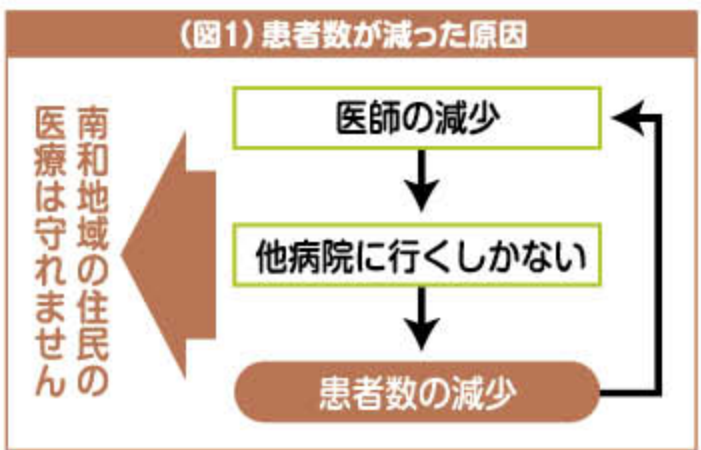 (図1)患者数が減った原因
医師の減少
他病院に行くしかない
患者数の減少
南和地域の住民の
医療は守れません